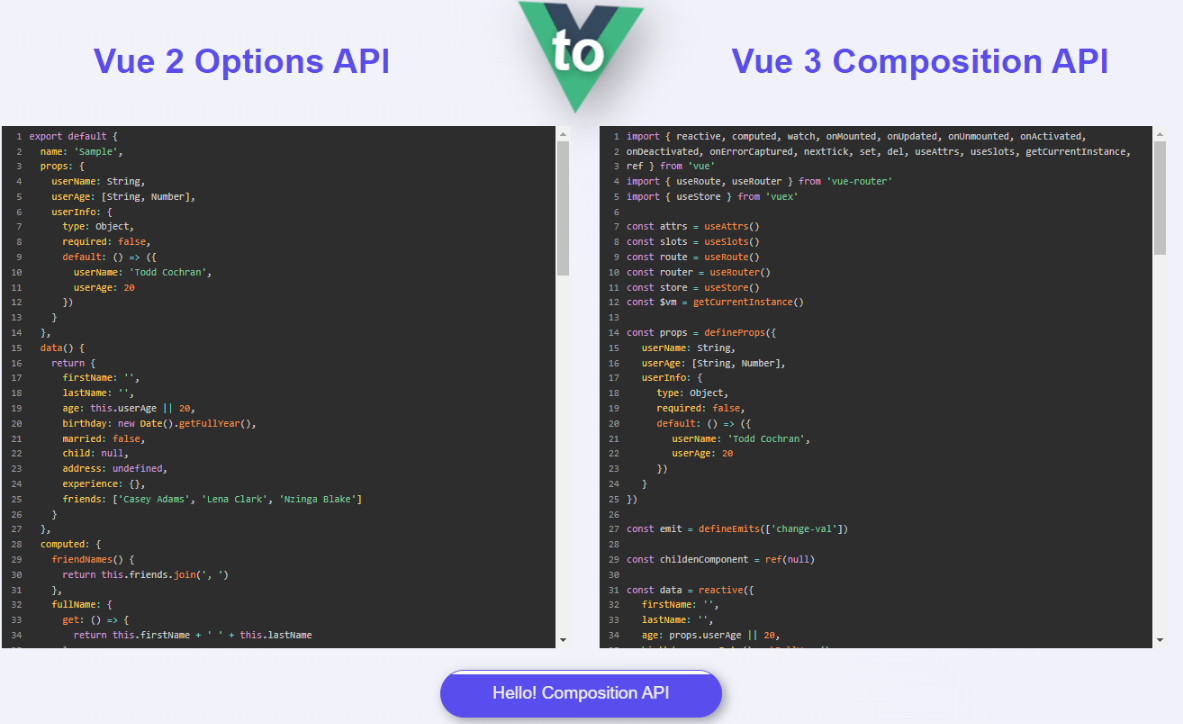 Vue 2 Options API
to
Vue 3 Composition API
1 export default {
2 name: 'Sample',
3 props: {
4 userName: String,
5 userAge: [String, Number],
6 userInfo: {
7 type: Object,
8 required: false,
9 default: () => ({
10 userName: 'Todd Cochran',
11 userAge: 20
12 })
13 }
14 },
15 data() {
16 return {
17 firstName: '',
18 lastName: '',
19 age: this.userAge || 20,
20 birthday: new Date().getFullYear(),
21 married: false,
22 child: null,
23 address: undefined,
24 experience: {},
25 friends: ['Casey Adams', 'Lena Clark', 'Nzinga Blake']
26 }
27 },
28 computed: {
29 friendNames() {
30 return this.friends.join(', ')
31 },
32 fullName: {
33 get: () => {
34 return this.firstName + ' ' + this.lastName
1 import { reactive, computed, watch, onMounted, onUpdated, onUnmounted, onActivated,
2 onDeactivated, onErrorCaptured, nextTick, set, del, useAttrs, useSlots, getCurrentInstance,
3 ref } from 'vue'
4 import { useRoute, useRouter } from 'vue-router'
5 import { useStore } from 'vuex'
6
7 const attrs = useAttrs()
8 const slots = useSlots()
9 const route = useRoute()
10 const router = useRouter()
11 const store = useStore()
12 const $vm = getCurrentInstance()
13
14 const props = defineProps({
15 userName: String,
16 userAge: [String, Number],
17 userInfo: {
18 type: Object,
19 required: false,
20 default: () => ({
21 userName: 'Todd Cochran',
22 userAge: 20
23 })
24 }
25 })
26
27 const emit = defineEmits(['change-val'])
28
29 const childenComponent = ref(null)
30
31 const data = reactive({
32 firstName: '',
33 lastName: '',
34 age: props.userAge || 20,
Hello! Composition API